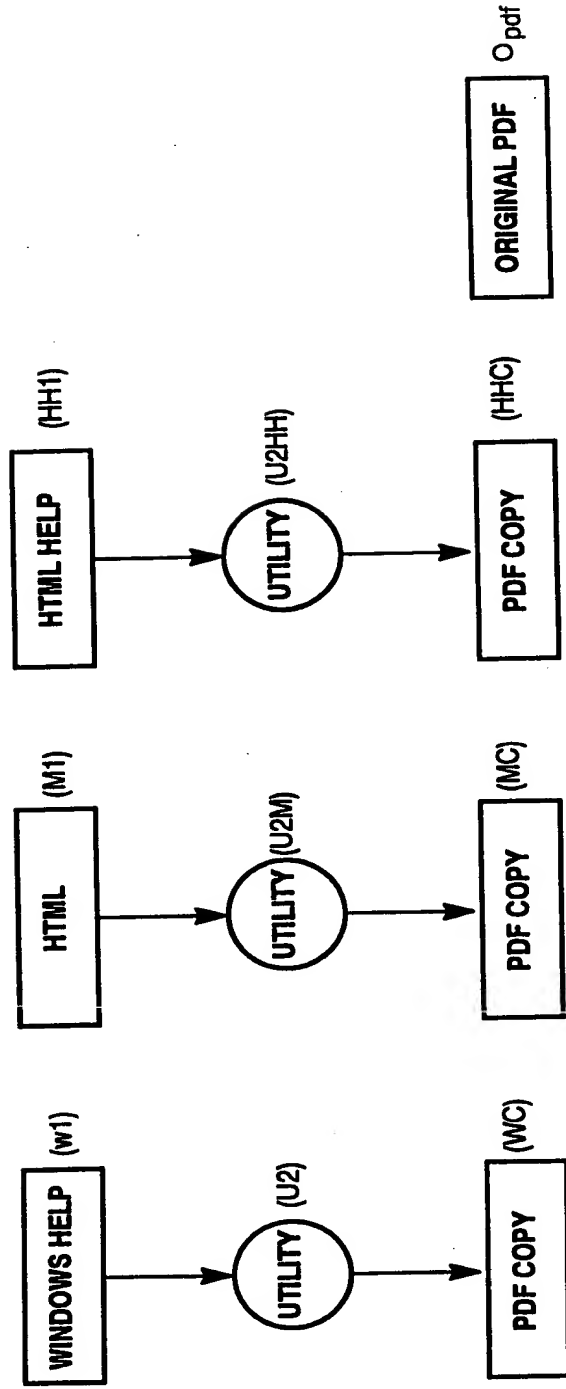 WINDOWS HELP (w1)
UTILITY (U2)
PDF COPY (WC)
HTML (M1)
UTILITY (U2M)
PDF COPY (MC)
HTML HELP (HH1)
UTILITY (U2HH)
PDF COPY (HHC)
ORIGINAL PDF Opdf